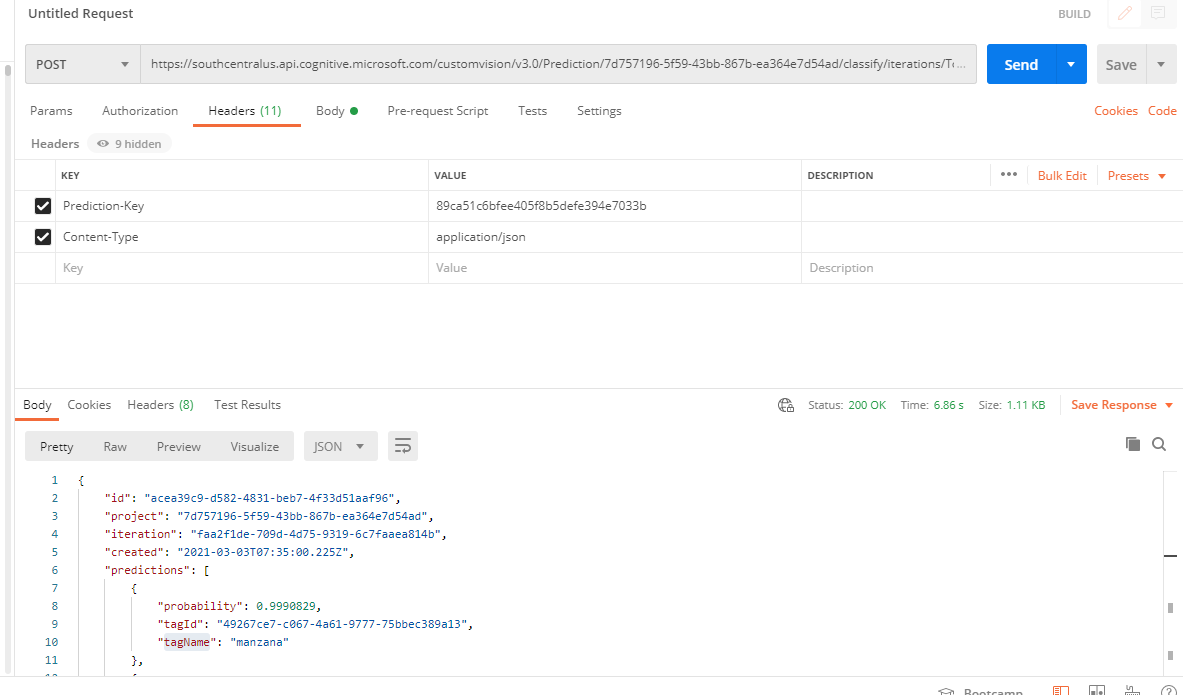 Untitled Request
BUILD
POST
https://southcentralus.api.cognitive.microsoft.com/customvision/v3.0/Prediction/7d757196-5f59-43bb-867b-ea364e7d54ad/classify/iterations/T...
Send
Save
Params Authorization Headers (11) Body Pre-request Script Tests Settings Cookies Code
Headers 9 hidden
KEY VALUE DESCRIPTION ••• Bulk Edit Presets
Prediction-Key 89ca51c6bfee405f8b5defe394e7033b
Content-Type application/json
Key Value Description
Body Cookies Headers (8) Test Results Status: 200 OK Time: 6.86 s Size: 1.11 KB Save Response
Pretty Raw Preview Visualize JSON
1 {
2 "id": "acea39c9-d582-4831-beb7-4f33d51aaf96",
3 "project": "7d757196-5f59-43bb-867b-ea364e7d54ad",
4 "iteration": "faa2f1de-709d-4d75-9319-6c7faaea814b",
5 "created": "2021-03-03T07:35:00.225Z",
6 "predictions": [
7 {
8 "probability": 0.9990829,
9 "tagId": "49267ce7-c067-4a61-9777-75bbec389a13",
10 "tagName": "manzana"
11 },
Bootcamp